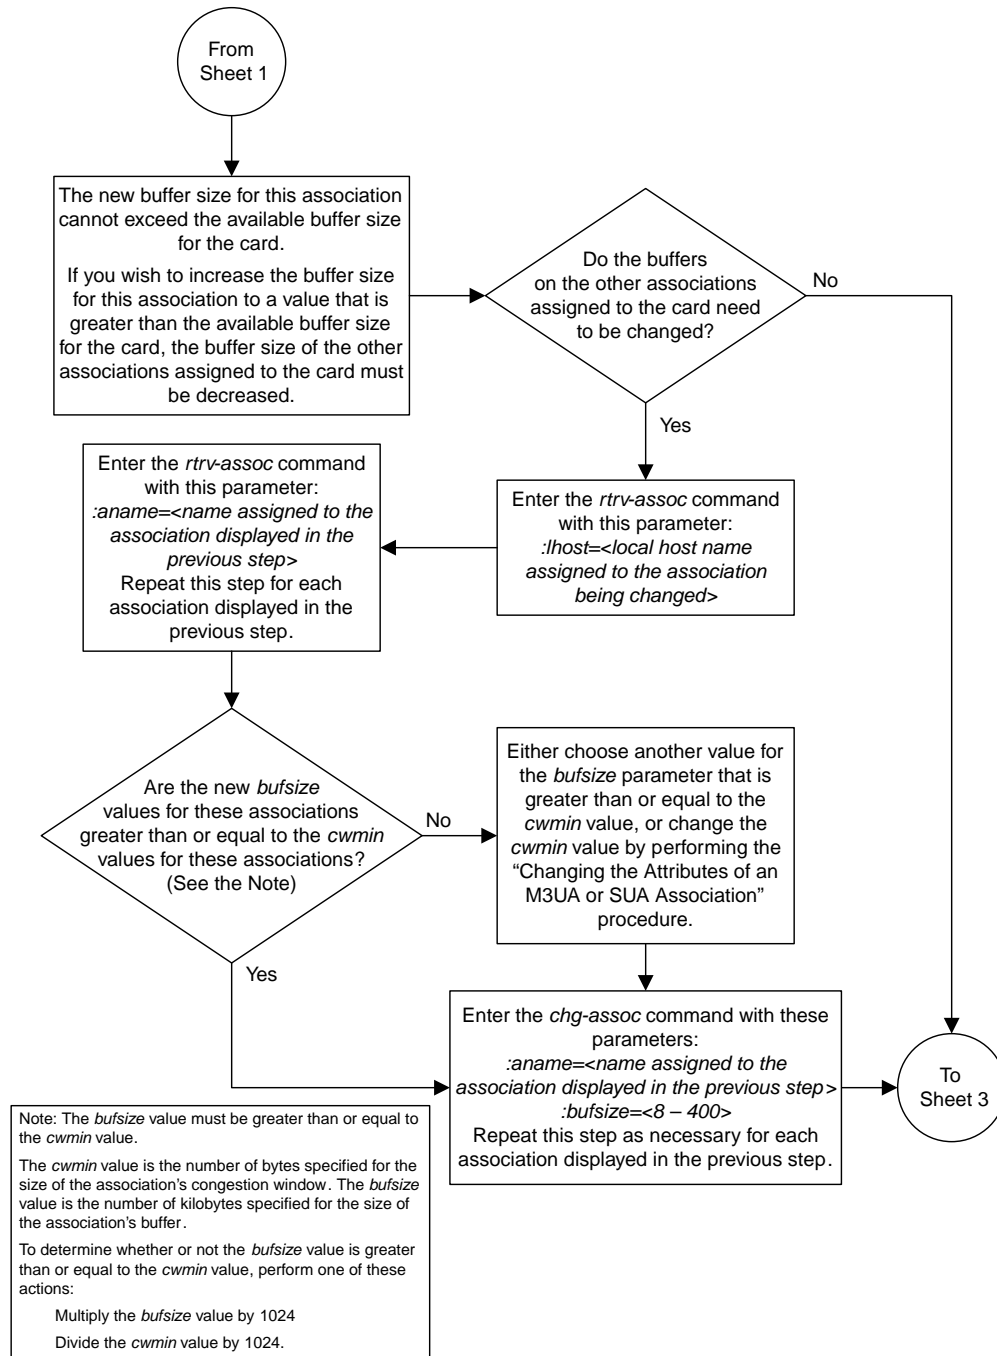 From
Sheet 1
The new buffer size for this association
cannot exceed the available buffer size
for the card.
If you wish to increase the buffer size
for this association to a value that is
greater than the available buffer size
for the card, the buffer size of the other
associations assigned to the card must
be decreased.
Do the buffers
on the other associations
assigned to the card need
to be changed?
No
Yes
Enter the rtrv-assoc command
with this parameter:
:lhost=<local host name
assigned to the association
being changed>
Enter the rtrv-assoc command
with this parameter:
:aname=<name assigned to the
association displayed in the
previous step>
Repeat this step for each
association displayed in the
previous step.
Are the new bufsize
values for these associations
greater than or equal to the cwmin
values for these associations?
(See the Note)
No
Yes
Either choose another value for
the bufsize parameter that is
greater than or equal to the
cwmin value, or change the
cwmin value by performing the
“Changing the Attributes of an
M3UA or SUA Association”
procedure.
Enter the chg-assoc command with these
parameters:
:aname=<name assigned to the
association displayed in the previous step>
:bufsize=<8 – 400>
Repeat this step as necessary for each
association displayed in the previous step.
To
Sheet 3
Note: The bufsize value must be greater than or equal to
the cwmin value.
The cwmin value is the number of bytes specified for the
size of the association’s congestion window. The bufsize
value is the number of kilobytes specified for the size of
the association’s buffer.
To determine whether or not the bufsize value is greater
than or equal to the cwmin value, perform one of these
actions:
Multiply the bufsize value by 1024
Divide the cwmin value by 1024.